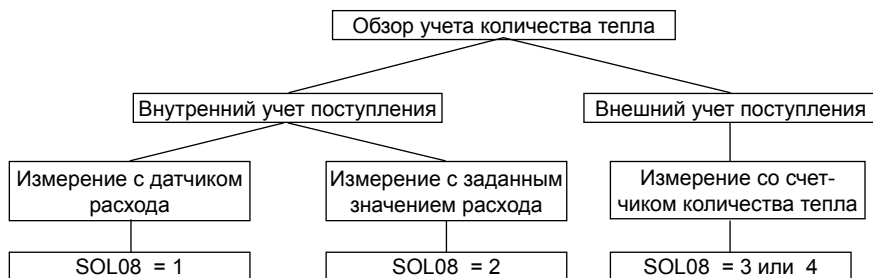 Обзор учета количества тепла
Внутренний учет поступления
Внешний учет поступления
Измерение с датчиком
расхода
Измерение с заданным
значением расхода
Измерение со счет-
чиком количества тепла
SOL08 = 1
SOL08 = 2
SOL08 = 3 или 4